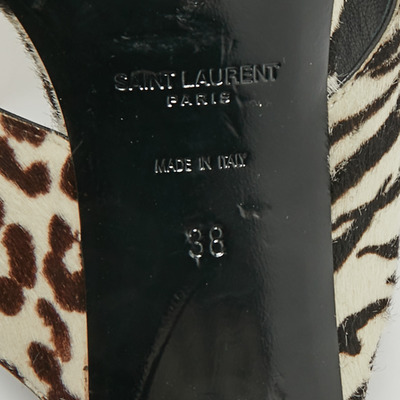 SAINT LAURENT
PARIS
MADE IN ITALY
38